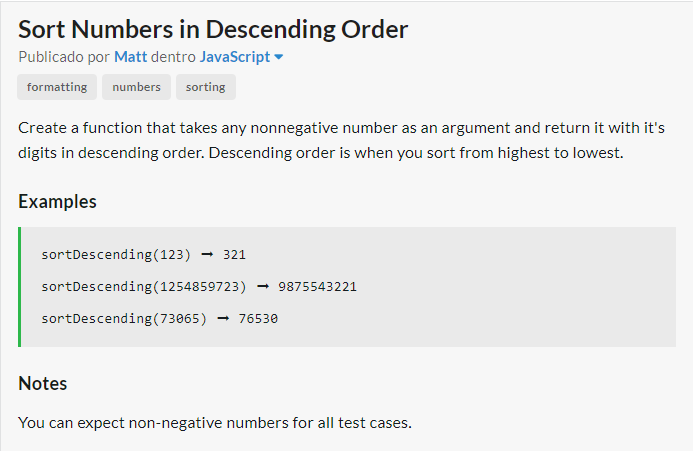 Sort Numbers in Descending Order
Publicado por Matt dentro JavaScript
formatting numbers sorting
Create a function that takes any nonnegative number as an argument and return it with it's
digits in descending order. Descending order is when you sort from highest to lowest.
Examples
sortDescending(123) ➞ 321
sortDescending(1254859723) ➞ 9875543221
sortDescending(73065) ➞ 76530
Notes
You can expect non-negative numbers for all test cases.